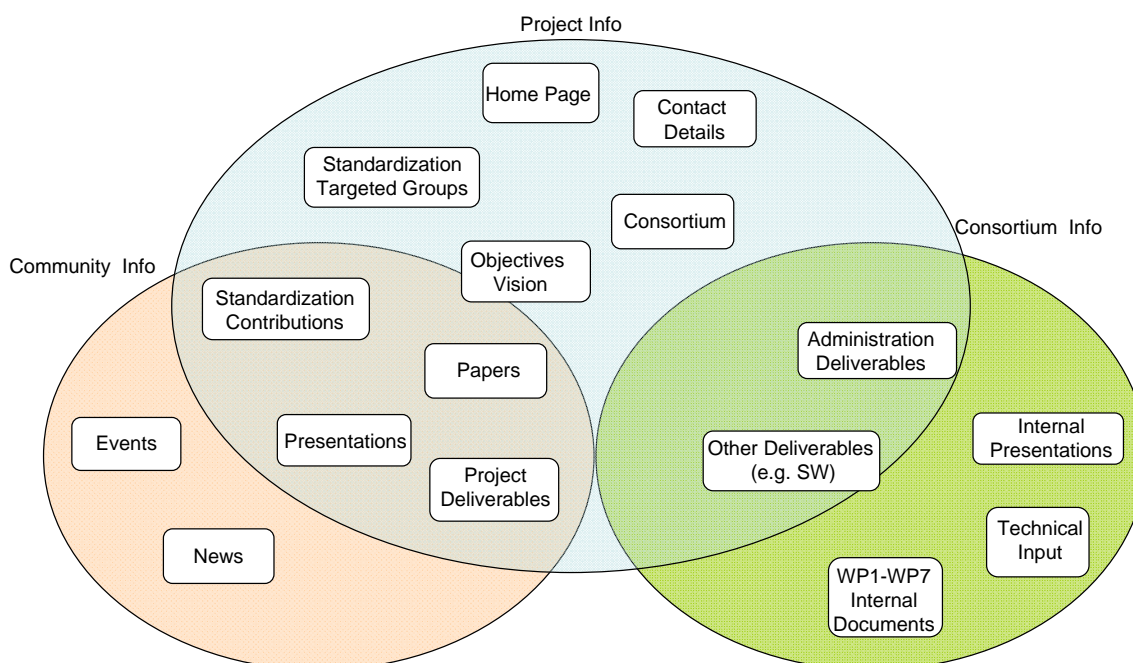 Project Info
Home Page
Contact
Details
Standardization
Targeted Groups
Consortium
Consortium Info
Community Info
Objectives
Vision
Standardization
Contributions
Administration
Deliverables
Papers
Events
Presentations
Internal
Presentations
Other Deliverables
(e.g. SW)
Project
Deliverables
Technical
Input
News
WP1-WP7
Internal
Documents